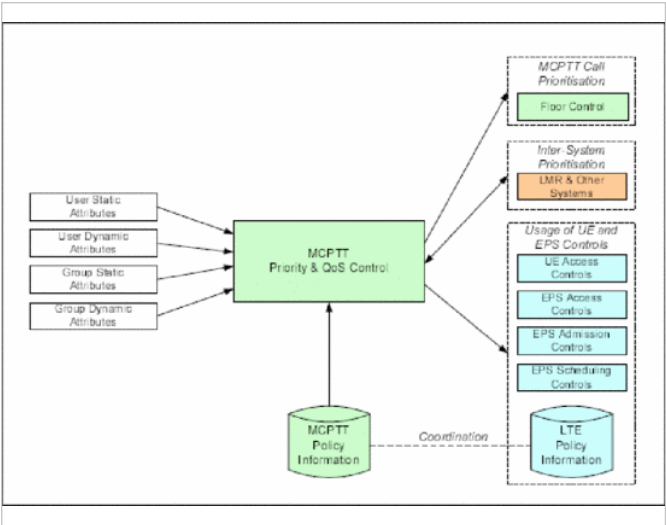 User Static
Attributes
User Dynamic
Attributes
Group Static
Attributes
Group Dynamic
Attributes
MCPTT
Priority & QoS Control
MCPTT
Policy
Information
Coordination
MCPTT Call
Prioritisation
Floor Control
Inter-System
Prioritisation
LMR & Other
Systems
Usage of UE and
EPS Controls
UE Access
Controls
EPS Access
Controls
EPS Admission
Controls
EPS Scheduling
Controls
LTE
Policy
Information